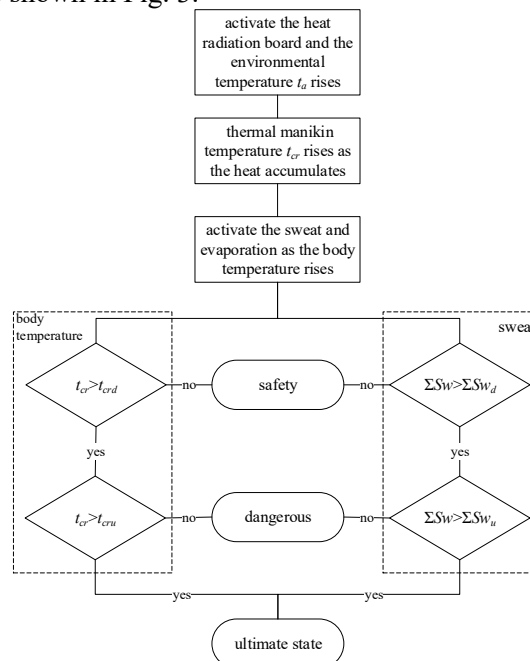 shown in Fig. 3.
activate the heat
radiation board and the
environmental
temperature ta rises
thermal manikin
temperature tcr rises as
the heat accumulates
activate the sweat and
evaporation as the body
temperature rises
body
temperature
swea
tcr>tcrd
no
safety
no
ΣSw>ΣSwd
yes
yes
tcr>tcru
no
dangerous
no
ΣSw>ΣSwu
yes
yes
ultimate state